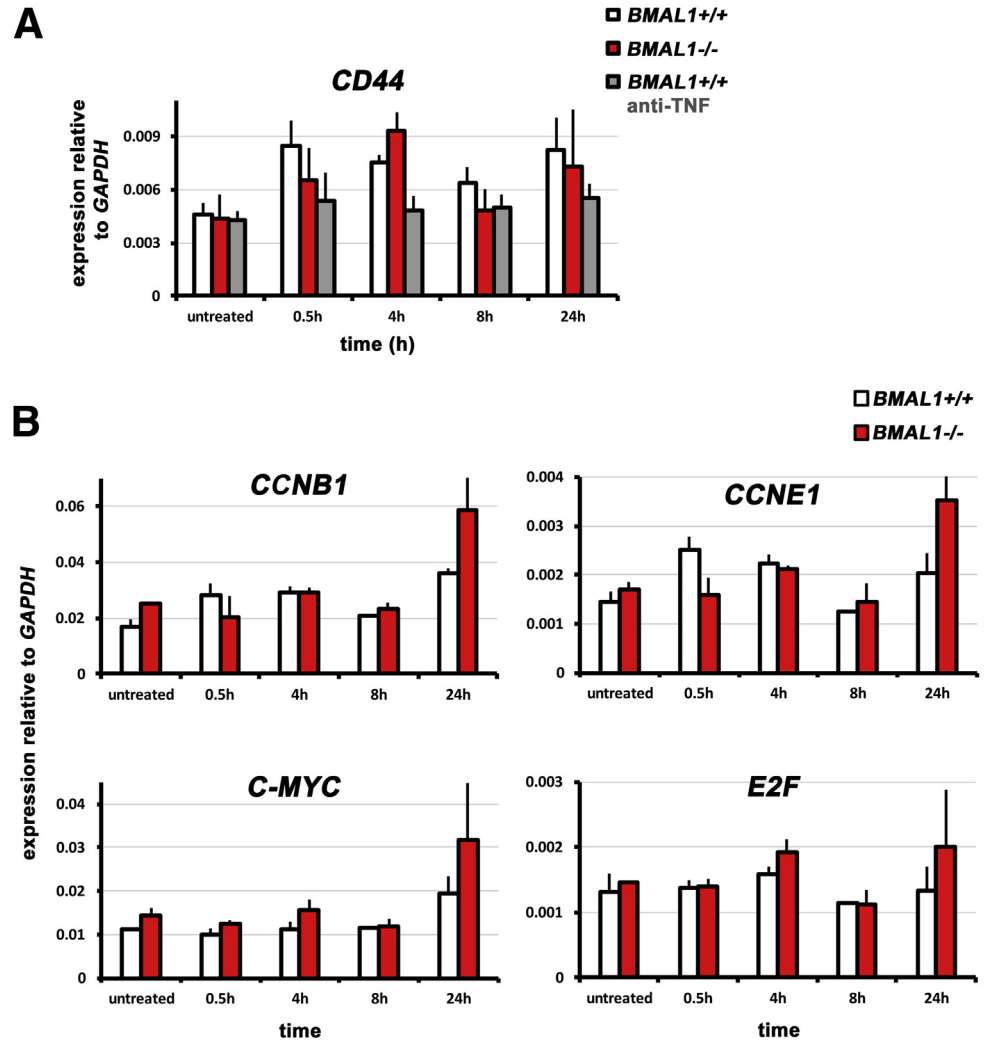 A
BMAL1+/+
BMAL1-/-
BMAL1+/+
anti-TNF
CD44
expression relative
to GAPDH
0.009
0.006
0.003
0
untreated 0.5h 4h 8h 24h
time (h)
B
BMAL1+/+
BMAL1-/-
expression relative to GAPDH
CCNB1
0.06
0.04
0.02
0
untreated 0.5h 4h 8h 24h
CCNE1
0.004
0.003
0.002
0.001
0
untreated 0.5h 4h 8h 24h
C-MYC
0.04
0.03
0.02
0.01
0
untreated 0.5h 4h 8h 24h
time
E2F
0.003
0.002
0.001
0
untreated 0.5h 4h 8h 24h
time